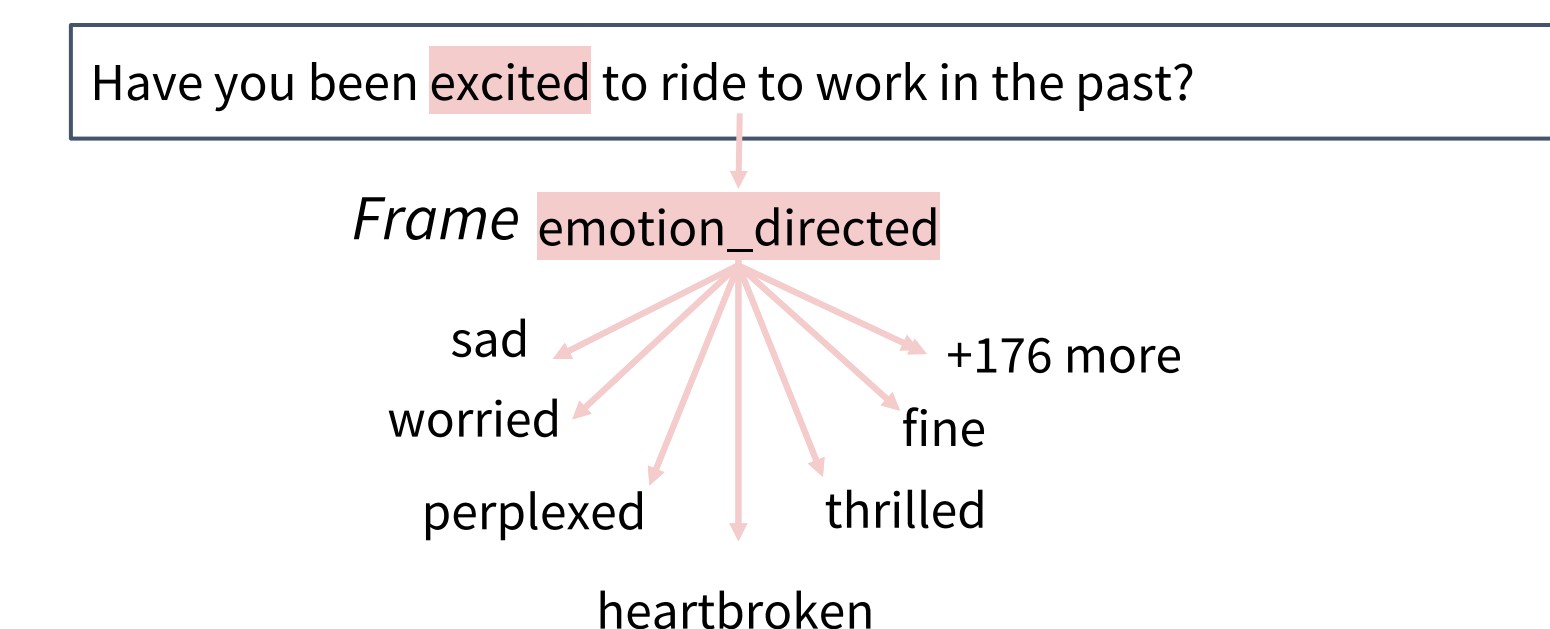 Have you been excited to ride to work in the past?
Frame emotion_directed
sad
+176 more
worried
fine
perplexed
thrilled
heartbroken